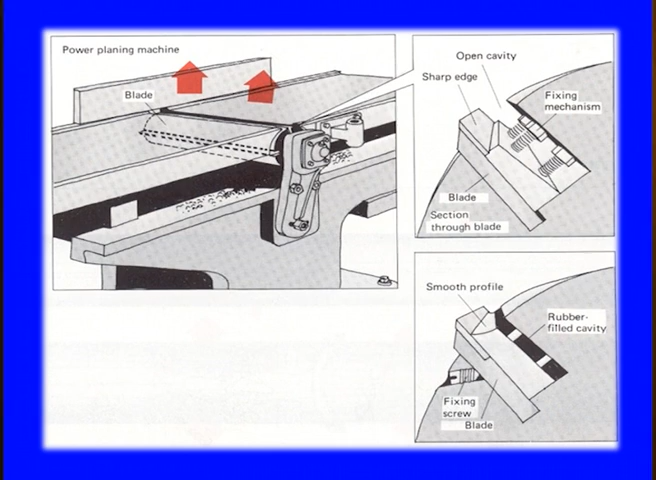 Power planing machine
Blade
Open cavity
Sharp edge
Fixing
mechanism
Blade
Section
through blade
Smooth profile
Rubber-
filled cavity
Fixing
screw
Blade